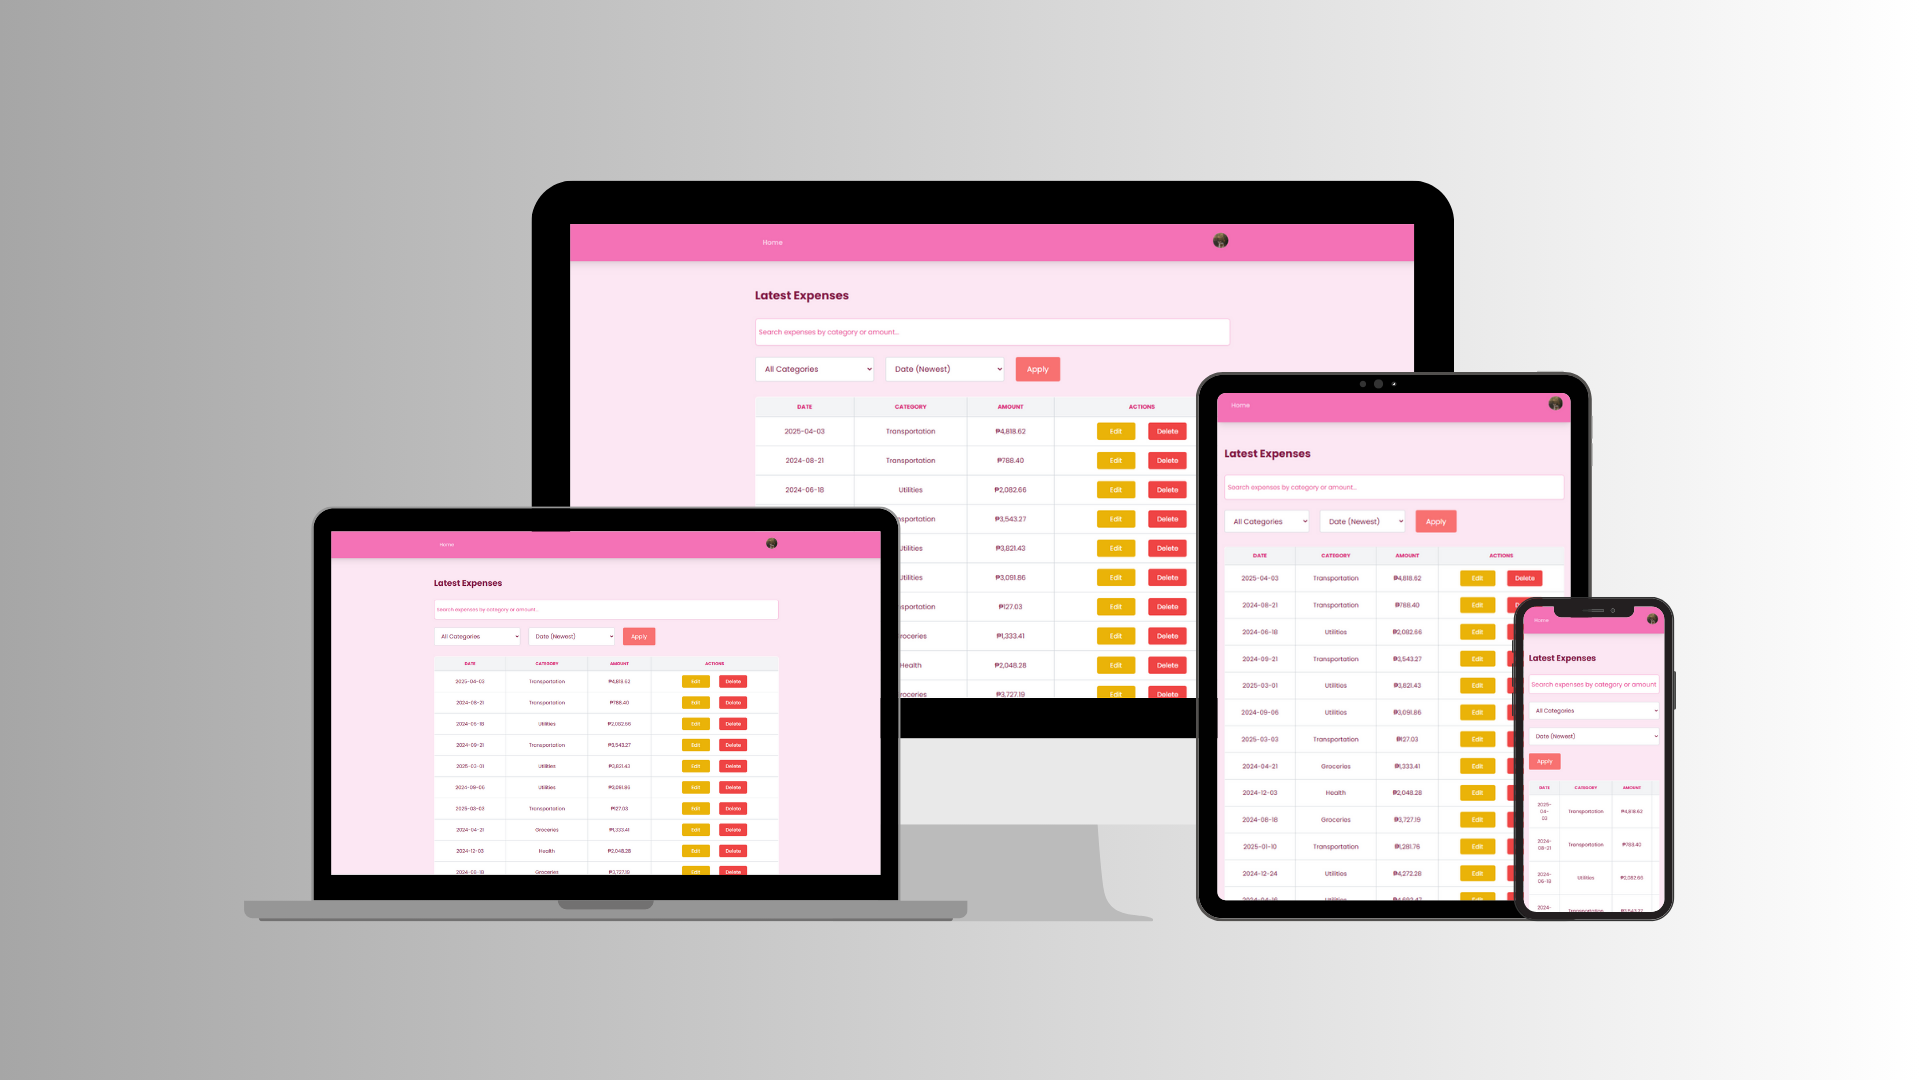 Home
Latest Expenses
Search expenses by category or amount...
All Categories Date (Newest) Apply
DATE CATEGORY AMOUNT ACTIONS
2025-04-03 Transportation ₱4,818.62 Edit Delete
2024-08-21 Transportation ₱788.40 Edit Delete
2024-06-18 Utilities ₱2,082.66 Edit Delete
nsportation ₱3,543.27 Edit Delete
Utilities ₱3,821.43 Edit Delete
Utilities ₱3,091.86 Edit Delete
nsportation ₱127.03 Edit Delete
roceries ₱1,333.41 Edit Delete
Health ₱2,048.28 Edit Delete
roceries ₱3,727.19 Edit Delete
Home
Latest Expenses
Search expenses by category or amount...
All Categories Date (Newest) Apply
DATE CATEGORY AMOUNT ACTIONS
2025-04-03 Transportation ₱4,818.62 Edit Delete
2024-08-21 Transportation ₱788.40 Edit Delete
2024-06-18 Utilities ₱2,082.66 Edit Delete
2024-09-21 Transportation ₱3,543.27 Edit Delete
2025-03-01 Utilities ₱3,821.43 Edit Delete
2024-09-06 Utilities ₱3,091.86 Edit Delete
2025-03-03 Transportation ₱127.03 Edit Delete
2024-04-21 Groceries ₱1,333.41 Edit Delete
2024-12-03 Health ₱2,048.28 Edit Delete
2024-08-18 Groceries ₱3,727.19 Edit Delete
Home
Latest Expenses
Search expenses by category or amount...
All Categories Date (Newest) Apply
DATE CATEGORY AMOUNT ACTIONS
2025-04-03 Transportation ₱4,818.62 Edit Delete
2024-08-21 Transportation ₱788.40 Edit
2024-06-18 Utilities ₱2,082.66 Edit
2024-09-21 Transportation ₱3,543.27 Edit
2025-03-01 Utilities ₱3,821.43 Edit
2024-09-06 Utilities ₱3,091.86 Edit
2025-03-03 Transportation ₱127.03 Edit
2024-04-21 Groceries ₱1,333.41 Edit
2024-12-03 Health ₱2,048.28 Edit
2024-08-18 Groceries ₱3,727.19 Edit
2025-01-10 Transportation ₱1,281.76 Edit
2024-12-24 Utilities ₱4,272.28 Edit
Utilities Edit
Home
Latest Expenses
Search expenses by category or amount
All Categories
Date (Newest)
Apply
DATE CATEGORY AMOUNT
2025-
04-
03
Transportation ₱4,818.62
2024-
08-21
Transportation ₱788.40
2024-
06-18
Utilities ₱2,082.66
2024-
Transportation ₱3,543.27